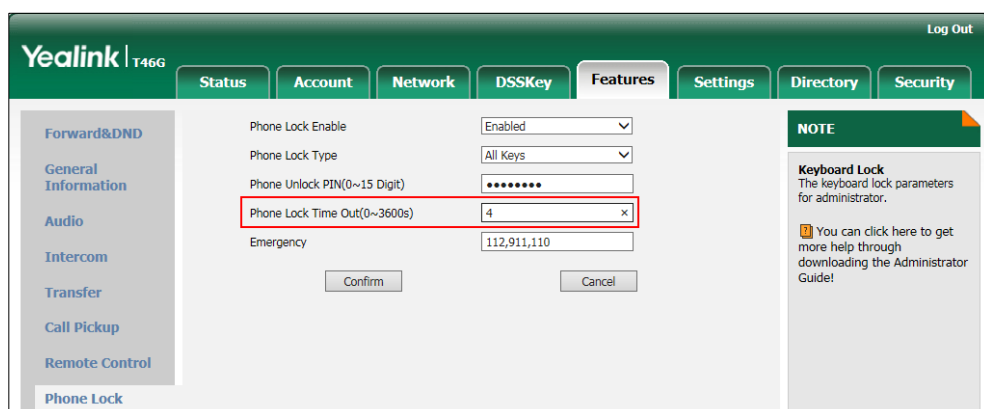 Log Out
Yealink | T46G
Status Account Network DSSKey Features Settings Directory Security
Forward&DND
General
Information
Audio
Intercom
Transfer
Call Pickup
Remote Control
Phone Lock
Phone Lock Enable Enabled
Phone Lock Type All Keys
Phone Unlock PIN(0~15 Digit) ••••••••
Phone Lock Time Out(0~3600s) 4 ×
Emergency 112,911,110
Confirm Cancel
NOTE
Keyboard Lock
The keyboard lock parameters
for administrator.
? You can click here to get
more help through
downloading the Administrator
Guide!